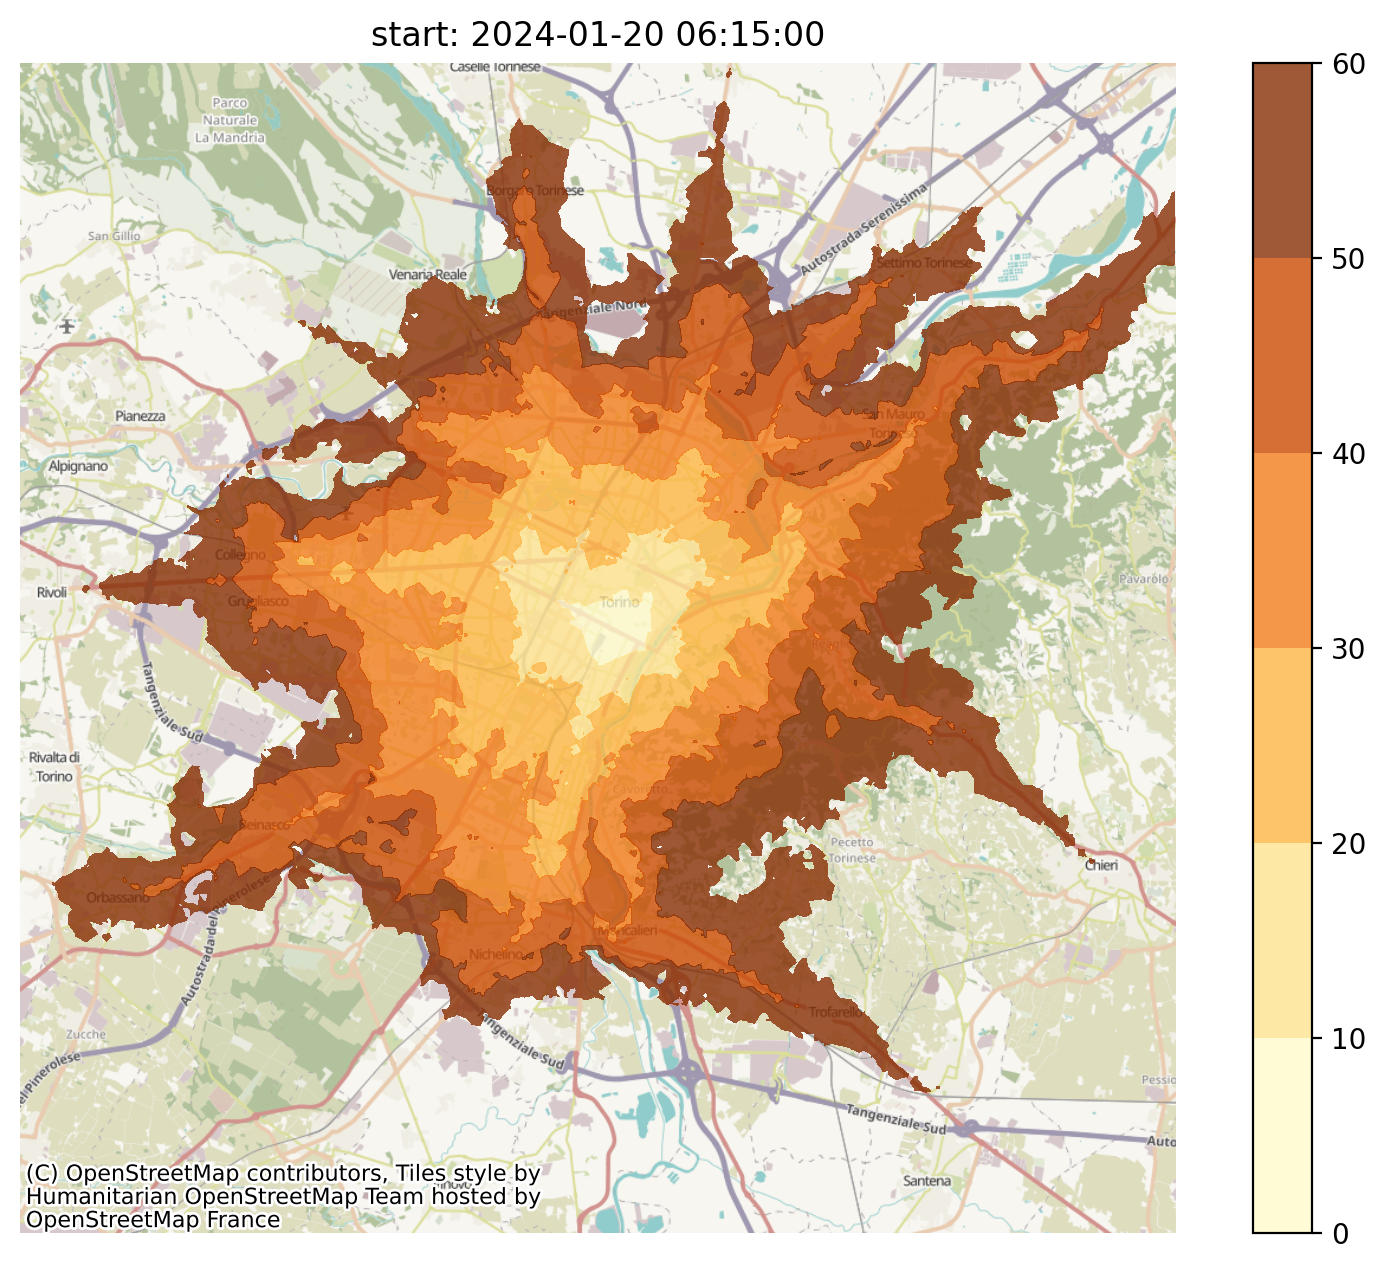 start: 2024-01-20 06:15:00
Caselle Torinese
Parco
Naturale
La Mandria
Borgaro Torinese
San Gillio
Venaria Reale
Autostrada Serenissima
Settimo Torinese
Tangenziale Nord
Pianezza
San Mauro
Torinese
Alpignano
Collegno
Rivoli
Grugliasco
Torino
Pavarolo
Tangenziale Sud
Rivalta di
Torino
Cavoretto
Beinasco
Pecetto
Torinese
Chieri
Orbassano
Autostrada del Pinerolese
Moncalieri
Nichelino
Trofarello
Zucche
Tangenziale Sud
del Pinerolese
Pessio
Tangenziale Sud
Auto
Santena
(C) OpenStreetMap contributors, Tiles style by
Humanitarian OpenStreetMap Team hosted by
OpenStreetMap France
60
50
40
30
20
10
0